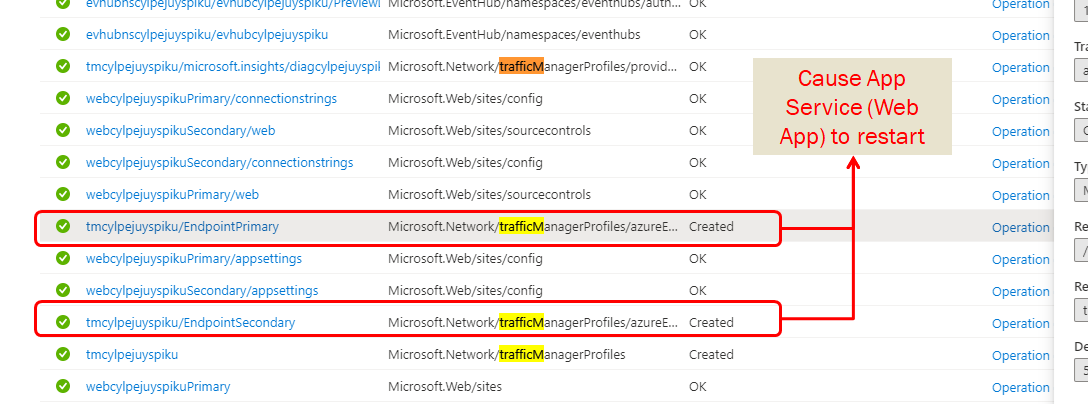 evhubnscylpejuyspiku/evhubcylpejuyspiku/Preview Microsoft.EventHub/namespaces/eventhubs/auth... OK Operation
evhubnscylpejuyspiku/evhubcylpejuyspiku Microsoft.EventHub/namespaces/eventhubs OK Operation
tmcylpejuyspiku/microsoft.insights/diagcylpejuyspik Microsoft.Network/trafficManagerProfiles/provid... OK Operation
webcylpejuyspikuPrimary/connectionstrings Microsoft.Web/sites/config OK Operation
webcylpejuyspikuSecondary/web Microsoft.Web/sites/sourcecontrols OK Operation
webcylpejuyspikuSecondary/connectionstrings Microsoft.Web/sites/config OK Operation
webcylpejuyspikuPrimary/web Microsoft.Web/sites/sourcecontrols OK Operation
tmcylpejuyspiku/EndpointPrimary Microsoft.Network/trafficManagerProfiles/azureE... Created Operation
webcylpejuyspikuPrimary/appsettings Microsoft.Web/sites/config OK Operation
webcylpejuyspikuSecondary/appsettings Microsoft.Web/sites/config OK Operation
tmcylpejuyspiku/EndpointSecondary Microsoft.Network/trafficManagerProfiles/azureE... Created Operation
tmcylpejuyspiku Microsoft.Network/trafficManagerProfiles Created Operation
webcylpejuyspikuPrimary Microsoft.Web/sites OK Operation
Cause App
Service (Web
App) to restart
Tra
a
Sta
Ty
Re
/
Re
t
De
5